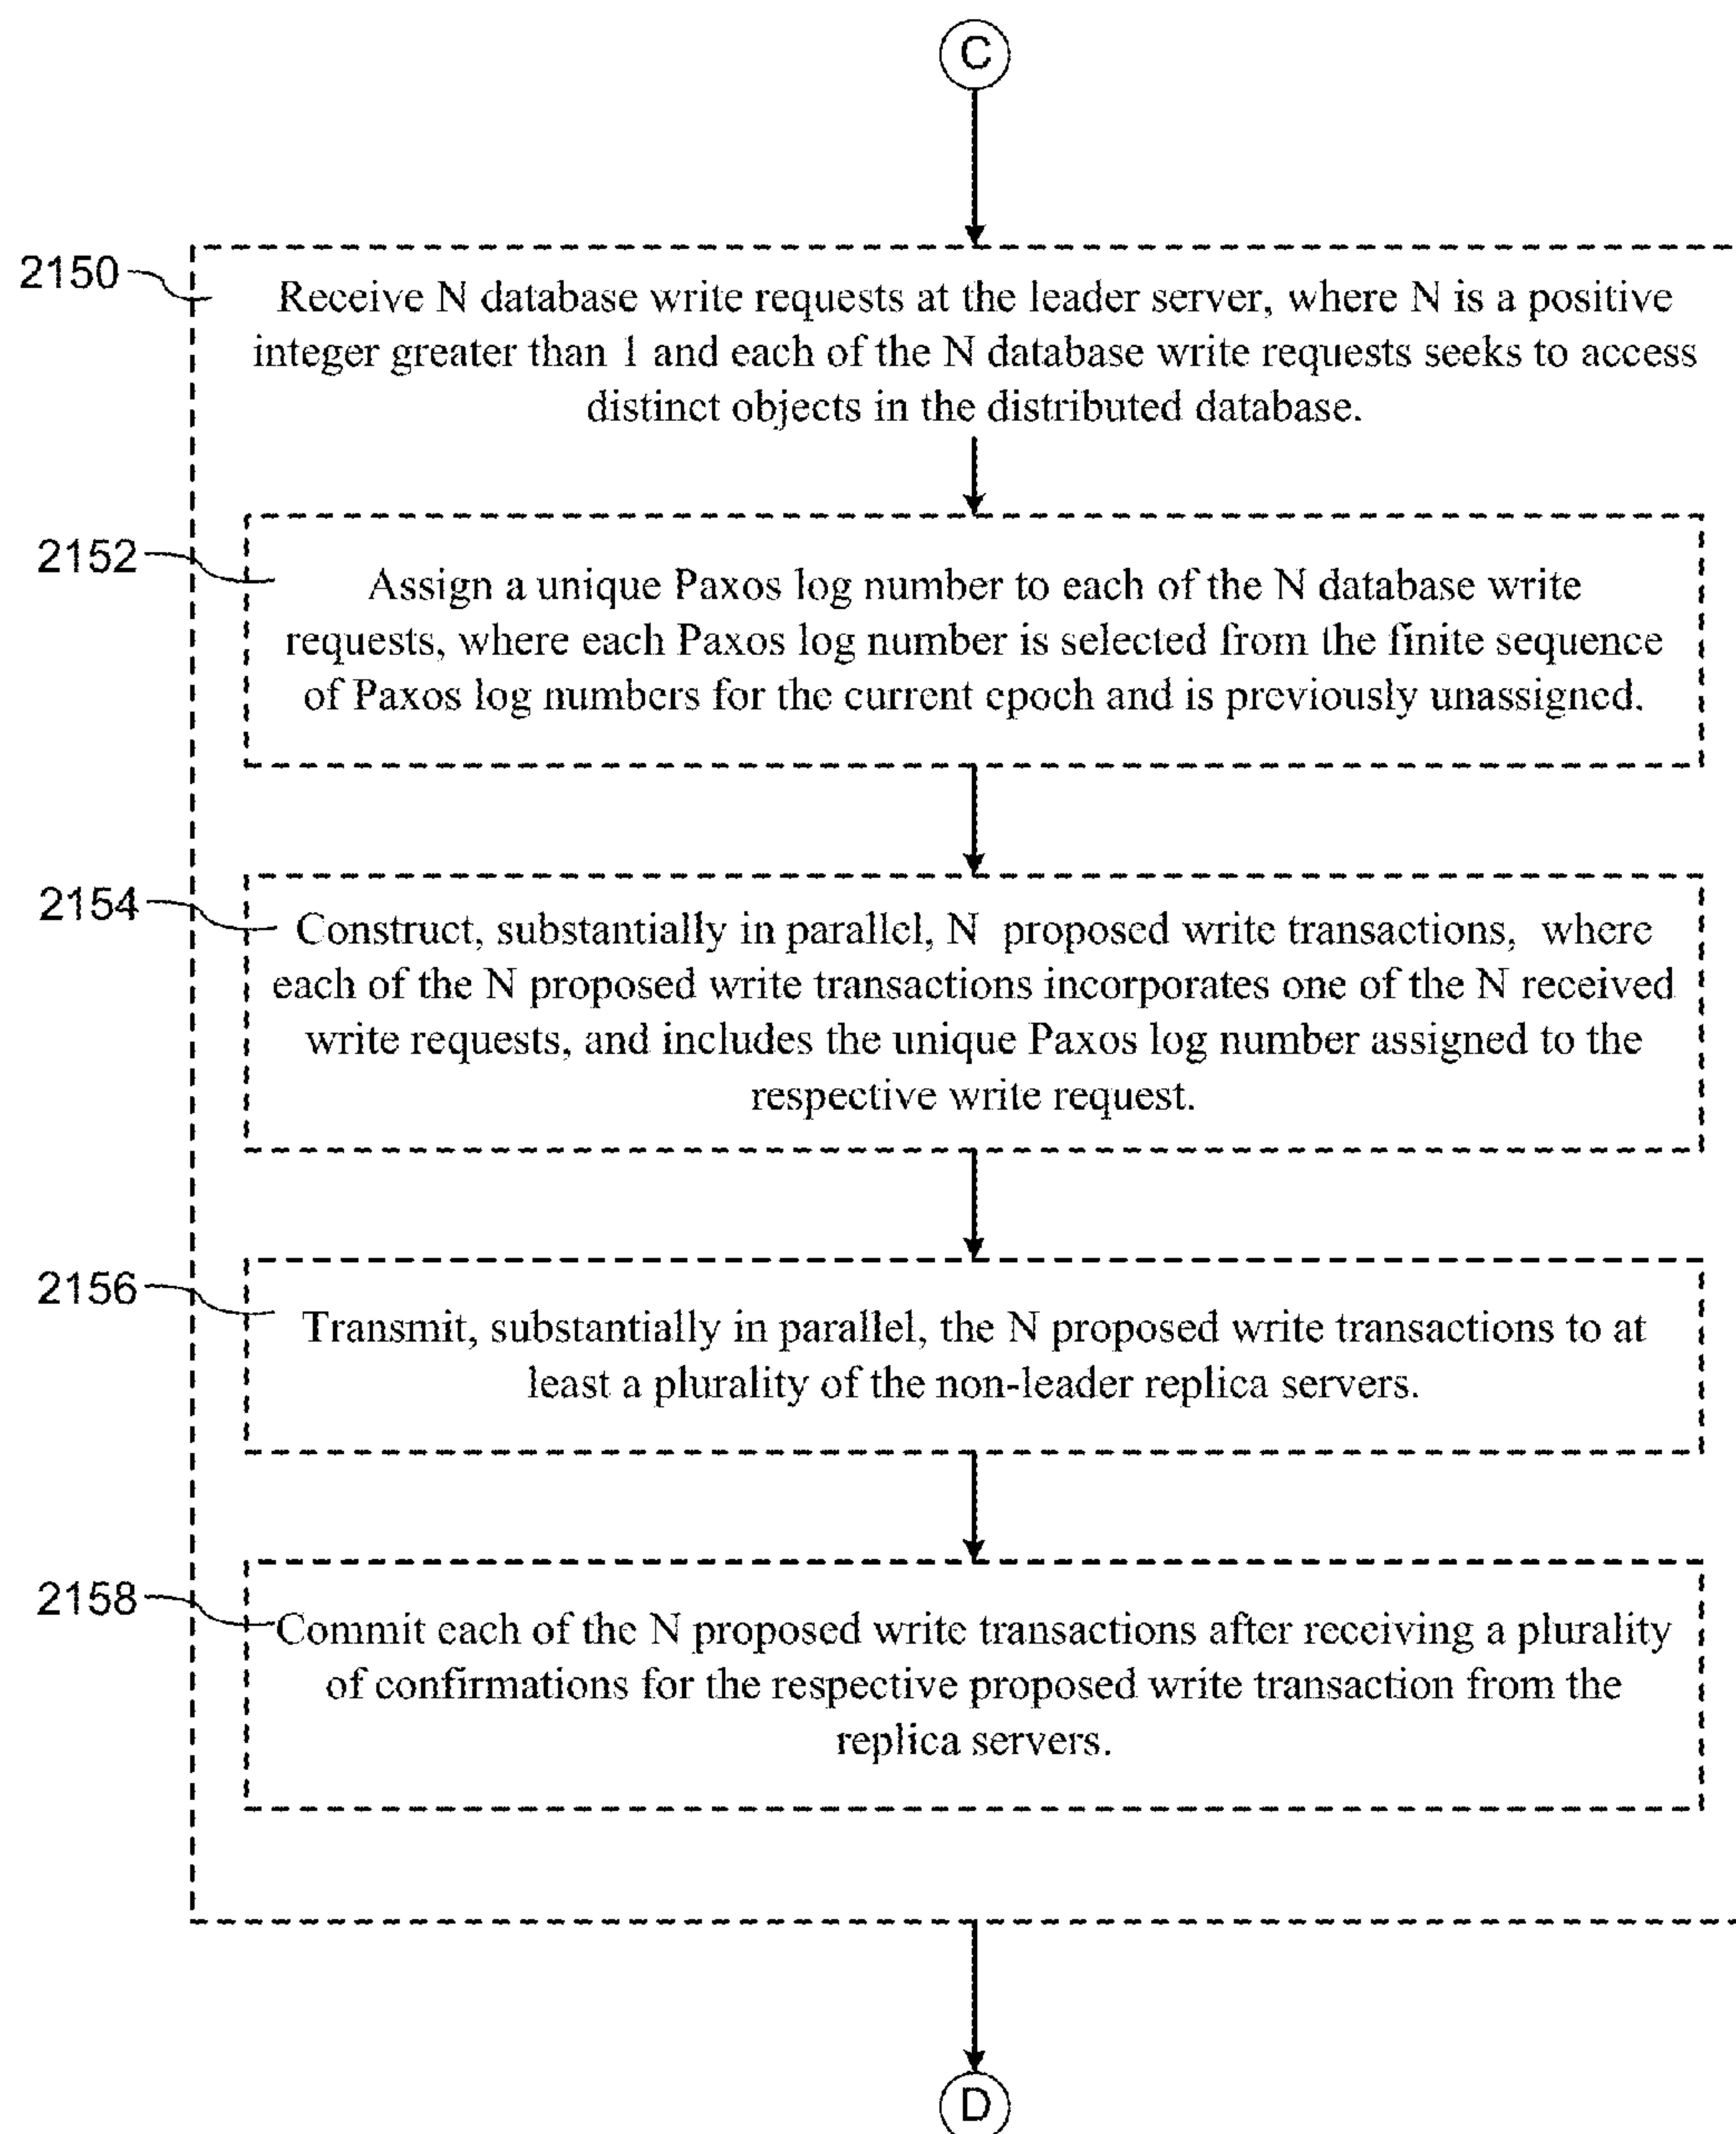 C
2150
Receive N database write requests at the leader server, where N is a positive
integer greater than 1 and each of the N database write requests seeks to access
distinct objects in the distributed database.
2152
Assign a unique Paxos log number to each of the N database write
requests, where each Paxos log number is selected from the finite sequence
of Paxos log numbers for the current epoch and is previously unassigned.
2154
Construct, substantially in parallel, N proposed write transactions, where
each of the N proposed write transactions incorporates one of the N received
write requests, and includes the unique Paxos log number assigned to the
respective write request.
2156
Transmit, substantially in parallel, the N proposed write transactions to at
least a plurality of the non-leader replica servers.
2158
Commit each of the N proposed write transactions after receiving a plurality
of confirmations for the respective proposed write transaction from the
replica servers.
D